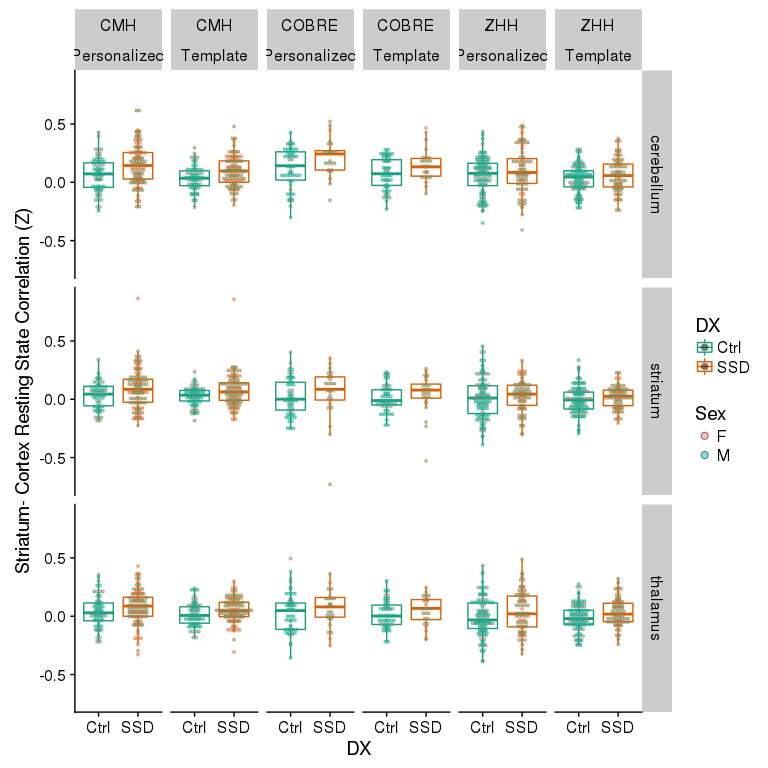 CMH CMH COBRE COBRE ZHH ZHH
Personalized Template Personalized Template Personalized Template
0.5
0.0
-0.5
cerebellum
0.5
0.0
-0.5
striatum
0.5
0.0
-0.5
thalamus
Striatum- Cortex Resting State Correlation (Z)
Ctrl SSD Ctrl SSD Ctrl SSD Ctrl SSD Ctrl SSD Ctrl SSD
DX
DX
Ctrl
SSD
Sex
F
M